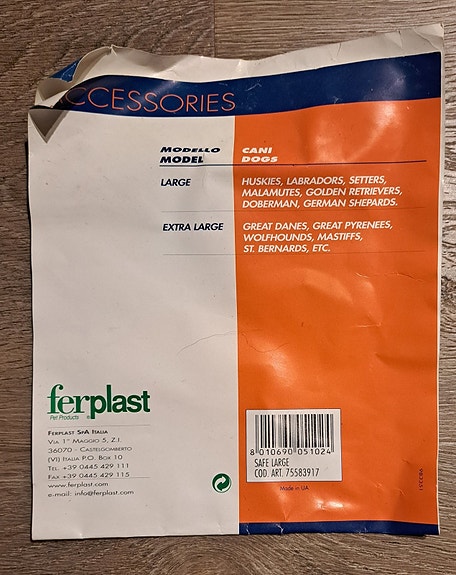 CCESSORIES
MODELLO CANI
MODEL DOGS
LARGE HUSKIES, LABRADORS, SETTERS,
MALAMUTES, GOLDEN RETRIEVERS,
DOBERMAN, GERMAN SHEPARDS.
EXTRA LARGE GREAT DANES, GREAT PYRENEES,
WOLFHOUNDS, MASTIFFS,
ST. BERNARDS, ETC.
ferplast
Pet Products ®
FERPLAST SPA ITALIA
VIA 1° MAGGIO 5, Z.I.
36070 - CASTELGOMBERTO
(VI) ITALIA P.O. BOX 10
TEL. +39 0445 429 111
FAX +39 0445 429 115
www.ferplast.com
e-mail: info@ferplast.com
8 010690 051024
SAFE LARGE
COD. ART. 75583917
Made in UA